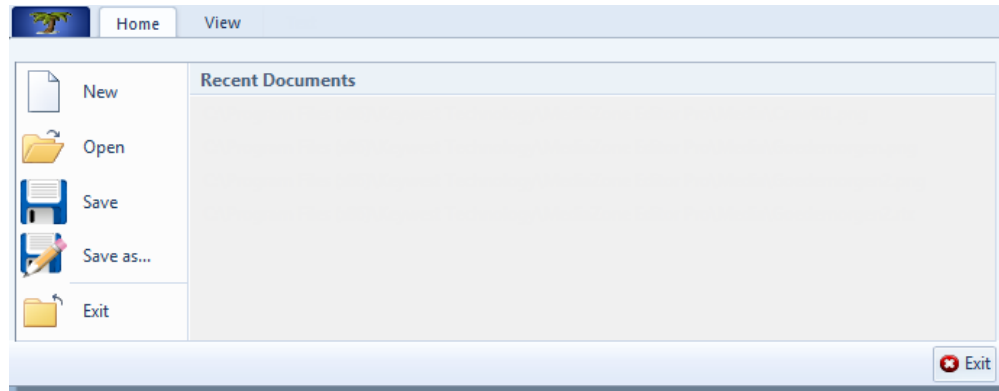 Home View
Recent Documents
New
Open
Save
Save as...
Exit
Exit